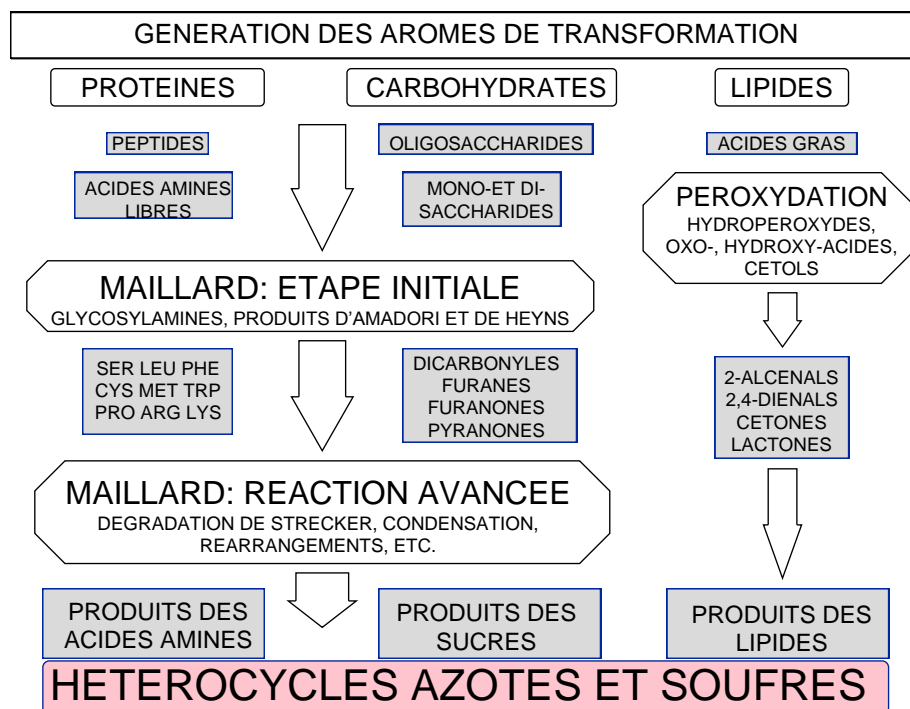 GENERATION DES AROMES DE TRANSFORMATION
PROTEINES
CARBOHYDRATES
LIPIDES
PEPTIDES
OLIGOSACCHARIDES
ACIDES GRAS
ACIDES AMINES
LIBRES
MONO-ET DI-
SACCHARIDES
PEROXYDATION
HYDROPEROXYDES,
OXO-, HYDROXY-ACIDES,
CETOLS
MAILLARD: ETAPE INITIALE
GLYCOSYLAMINES, PRODUITS D'AMADORI ET DE HEYNS
SER LEU PHE
CYS MET TRP
PRO ARG LYS
DICARBONYLES
FURANES
FURANONES
PYRANONES
2-ALCENALS
2,4-DIENALS
CETONES
LACTONES
MAILLARD: REACTION AVANCEE
DEGRADATION DE STRECKER, CONDENSATION,
REARRANGEMENTS, ETC.
PRODUITS DES
ACIDES AMINES
PRODUITS DES
SUCRES
PRODUITS DES
LIPIDES
HETEROCYCLES AZOTES ET SOUFRES